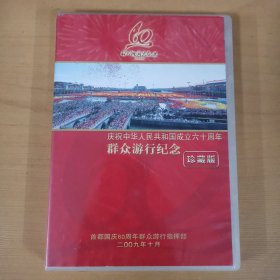 60
庆祝中华人民共和国成立六十周年
群众游行纪念
珍藏版
首都国庆60周年群众游行指挥部
二〇〇九年十月